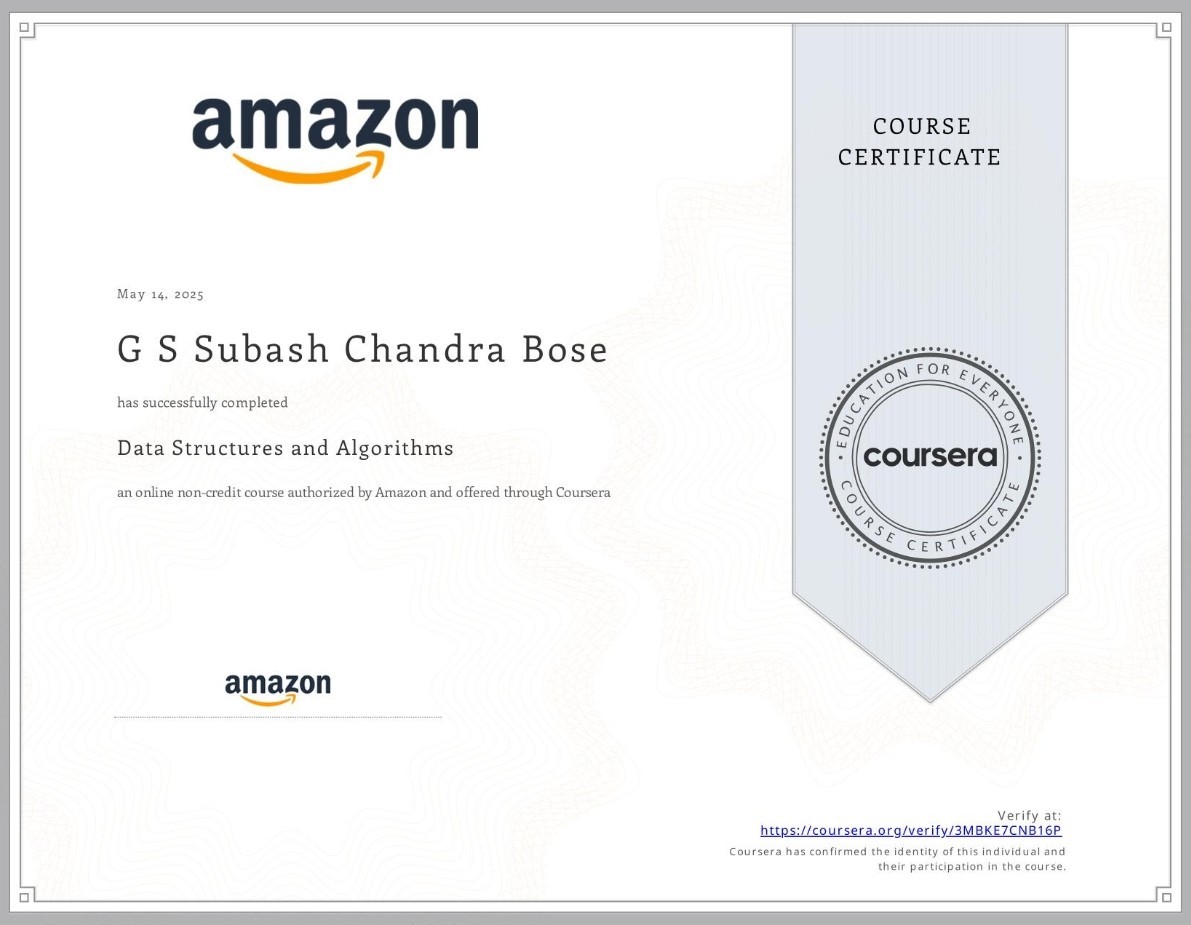 amazon
COURSE
CERTIFICATE
May 14, 2025
G S Subash Chandra Bose
has successfully completed
Data Structures and Algorithms
an online non-credit course authorized by Amazon and offered through Coursera
EDUCATION FOR EVERYONE
coursera
COURSE CERTIFICATE
amazon
Verify at:
https://coursera.org/verify/3MBKE7CNB16P
Coursera has confirmed the identity of this individual and
their participation in the course.